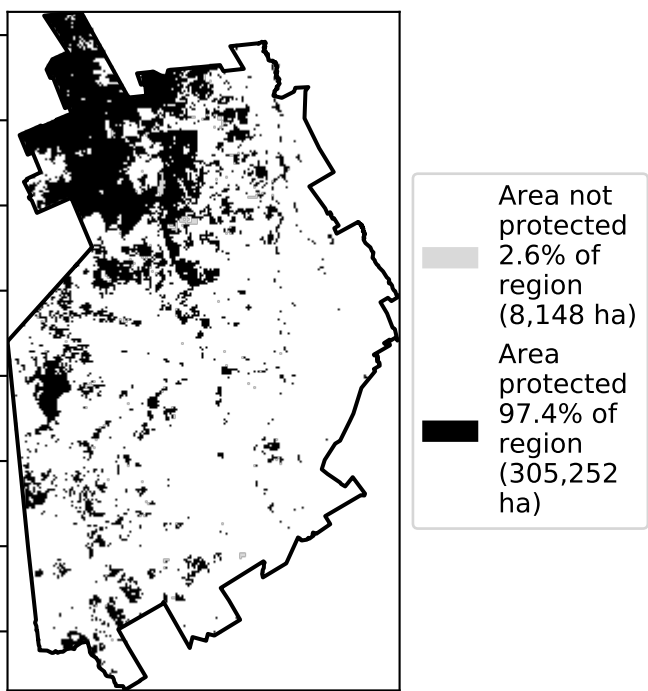 Area not
protected
2.6% of
region
(8,148 ha)
Area
protected
97.4% of
region
(305,252
ha)